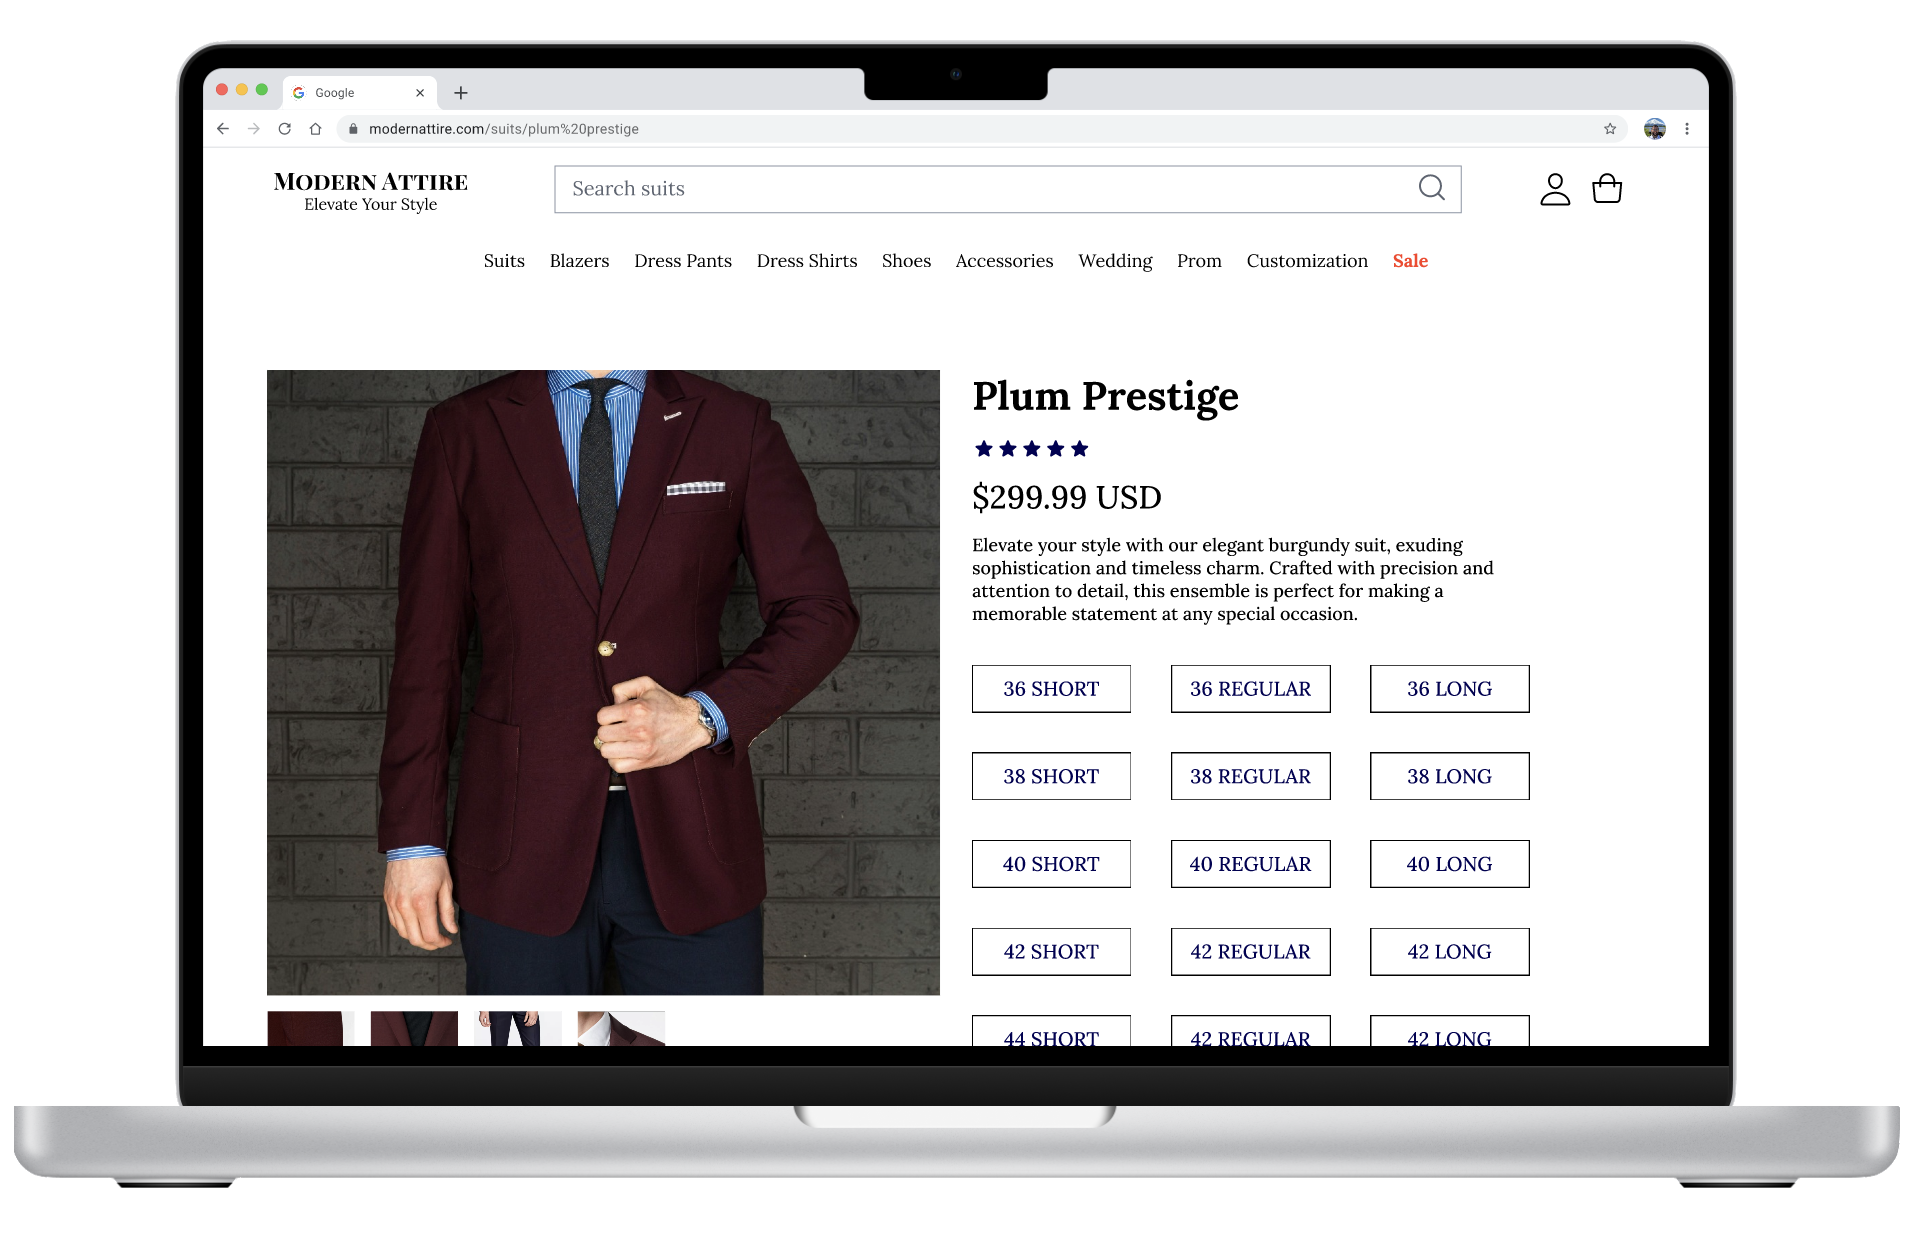 Google
modernattire.com/suits/plum%20prestige
MODERN ATTIRE
Elevate Your Style
Search suits
Suits Blazers Dress Pants Dress Shirts Shoes Accessories Wedding Prom Customization Sale
Plum Prestige
$299.99 USD
Elevate your style with our elegant burgundy suit, exuding
sophistication and timeless charm. Crafted with precision and
attention to detail, this ensemble is perfect for making a
memorable statement at any special occasion.
36 SHORT 36 REGULAR 36 LONG
38 SHORT 38 REGULAR 38 LONG
40 SHORT 40 REGULAR 40 LONG
42 SHORT 42 REGULAR 42 LONG
44 SHORT 42 REGULAR 42 LONG